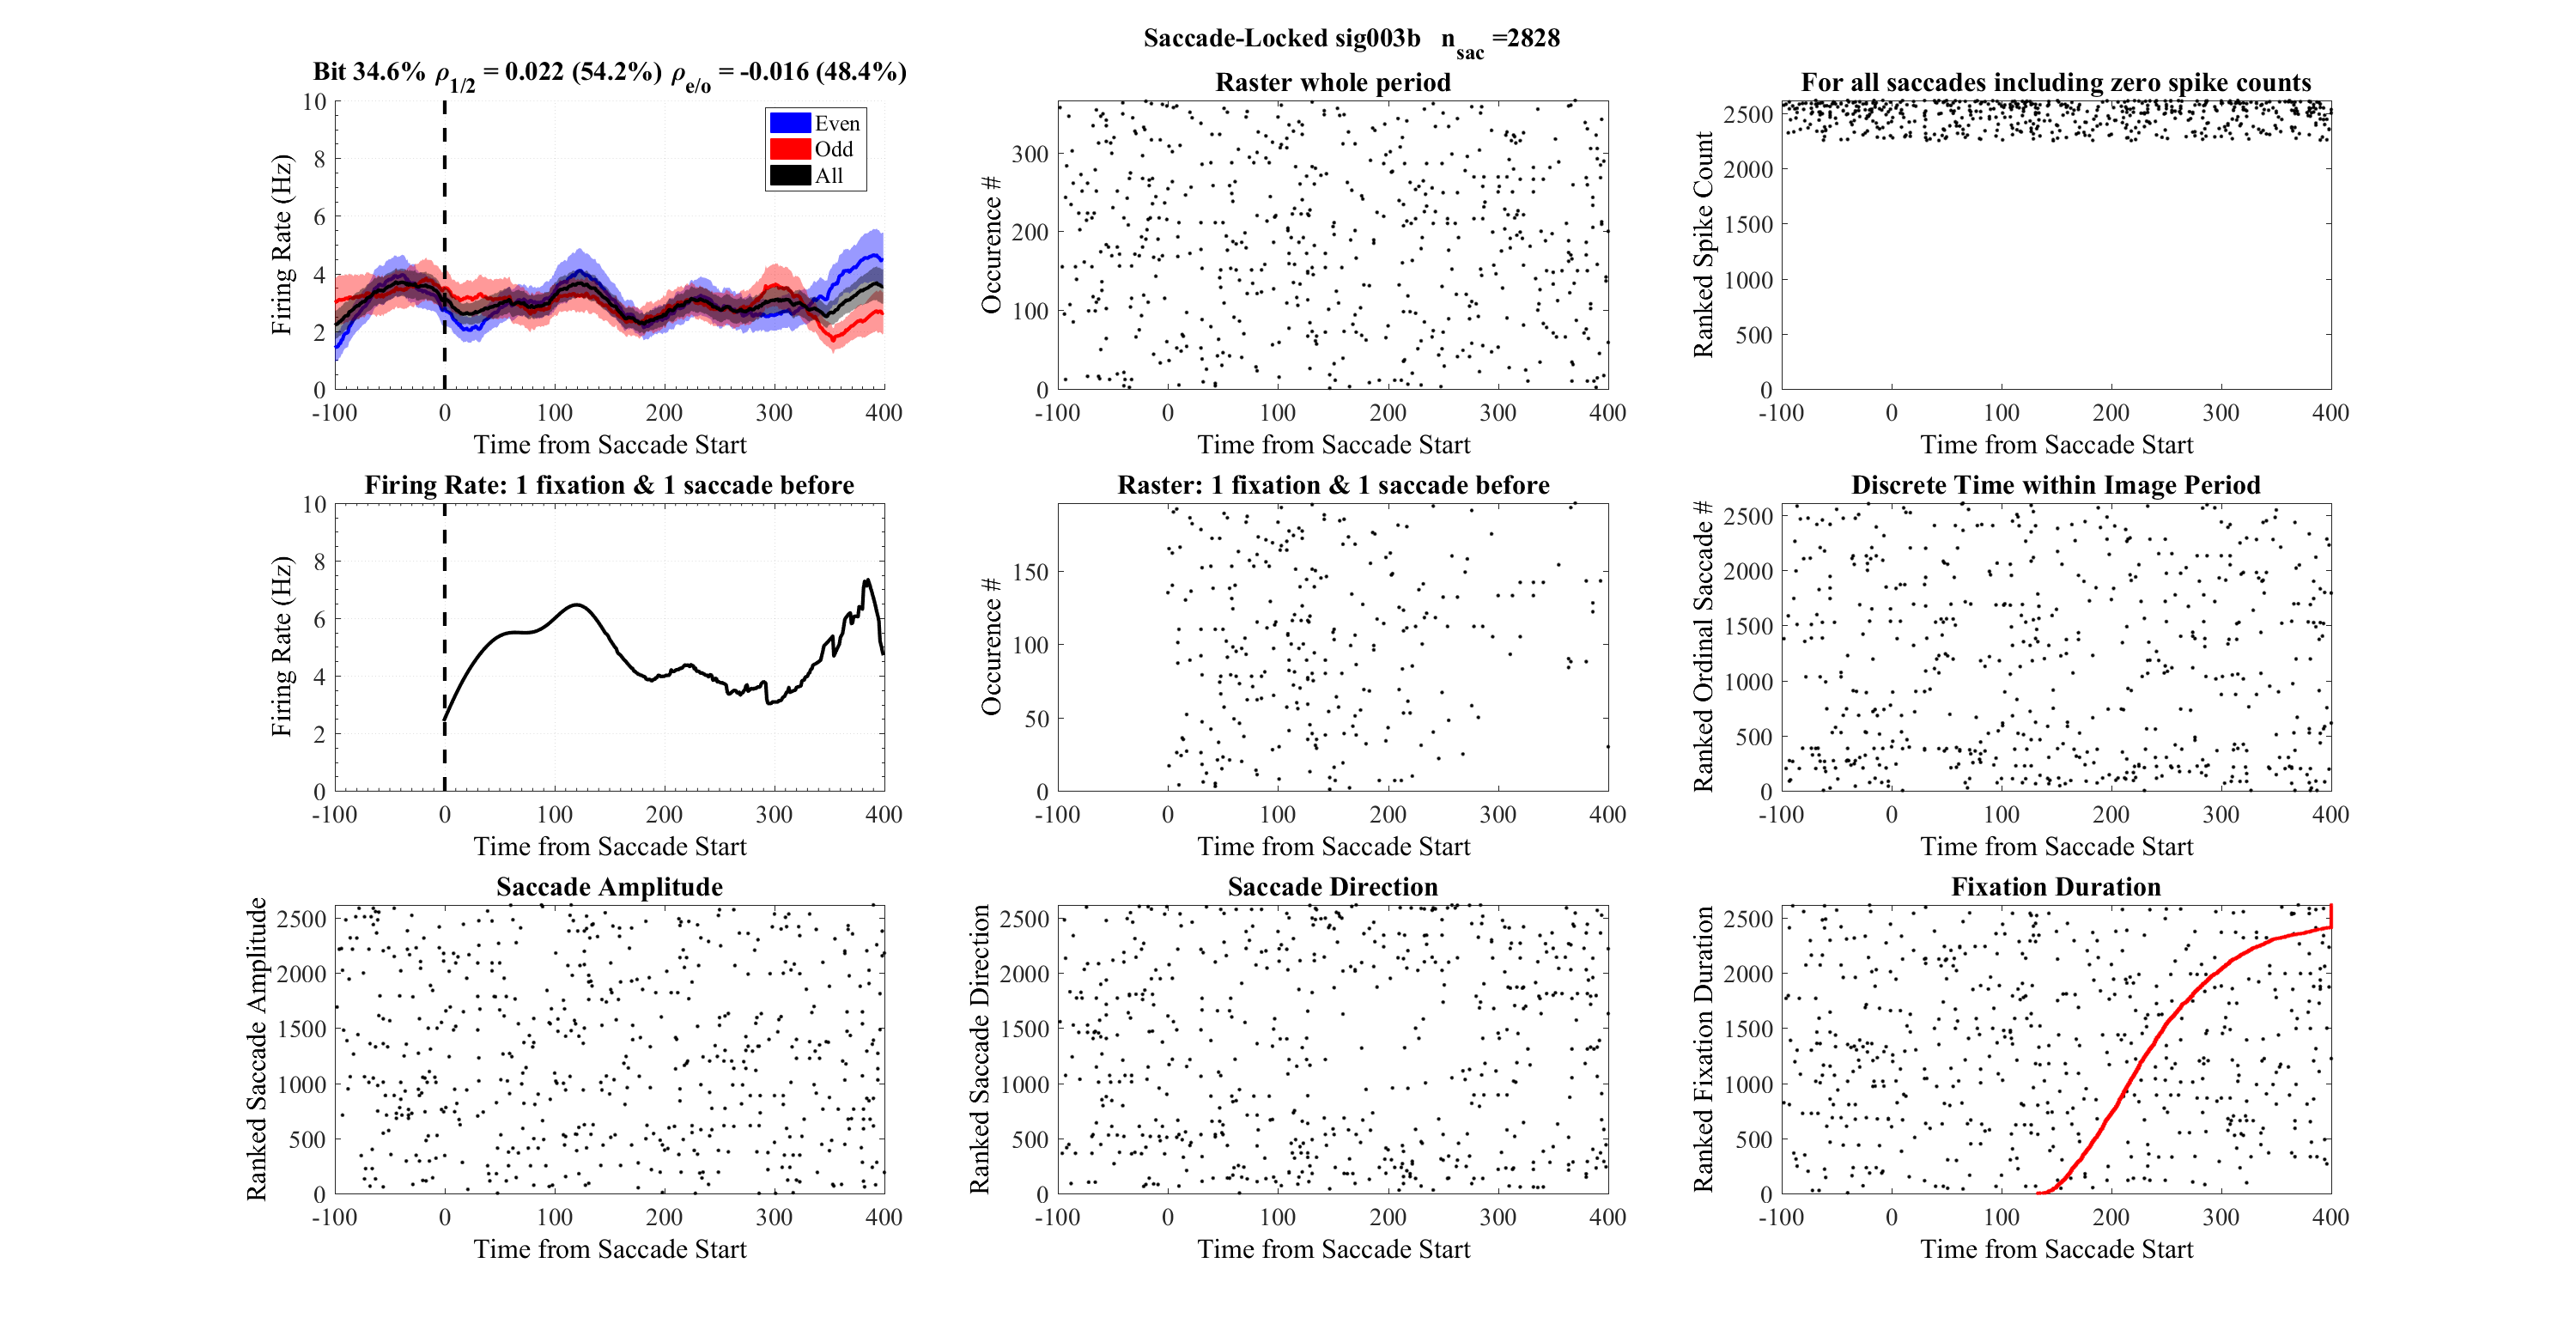 Saccade-Locked sig003b n_sac =2828
Bit 34.6% ρ_1/2 = 0.022 (54.2%) ρ_e/o = -0.016 (48.4%)
10
8
6
4
2
0
-100 0 100 200 300 400
Firing Rate (Hz)
Time from Saccade Start
Even
Odd
All
Raster whole period
300
200
100
0
-100 0 100 200 300 400
Occurence #
Time from Saccade Start
For all saccades including zero spike counts
2500
2000
1500
1000
500
0
-100 0 100 200 300 400
Ranked Spike Count
Time from Saccade Start
Firing Rate: 1 fixation & 1 saccade before
10
8
6
4
2
0
-100 0 100 200 300 400
Firing Rate (Hz)
Time from Saccade Start
Raster: 1 fixation & 1 saccade before
150
100
50
0
-100 0 100 200 300 400
Occurence #
Time from Saccade Start
Discrete Time within Image Period
2500
2000
1500
1000
500
0
-100 0 100 200 300 400
Ranked Ordinal Saccade #
Time from Saccade Start
Saccade Amplitude
2500
2000
1500
1000
500
0
-100 0 100 200 300 400
Ranked Saccade Amplitude
Time from Saccade Start
Saccade Direction
2500
2000
1500
1000
500
0
-100 0 100 200 300 400
Ranked Saccade Direction
Time from Saccade Start
Fixation Duration
2500
2000
1500
1000
500
0
-100 0 100 200 300 400
Ranked Fixation Duration
Time from Saccade Start